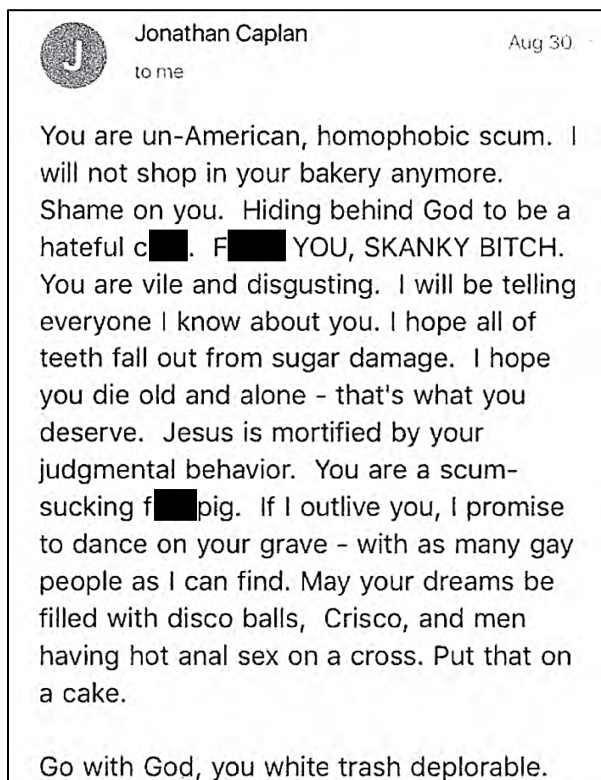 J
Jonathan Caplan
Aug 30
to me
You are un-American, homophobic scum. I
will not shop in your bakery anymore.
Shame on you. Hiding behind God to be a
hateful c. F YOU, SKANKY BITCH.
You are vile and disgusting. I will be telling
everyone I know about you. I hope all of
teeth fall out from sugar damage. I hope
you die old and alone - that's what you
deserve. Jesus is mortified by your
judgmental behavior. You are a scum-
sucking f pig. If I outlive you, I promise
to dance on your grave - with as many gay
people as I can find. May your dreams be
filled with disco balls, Crisco, and men
having hot anal sex on a cross. Put that on
a cake.
Go with God, you white trash deplorable.